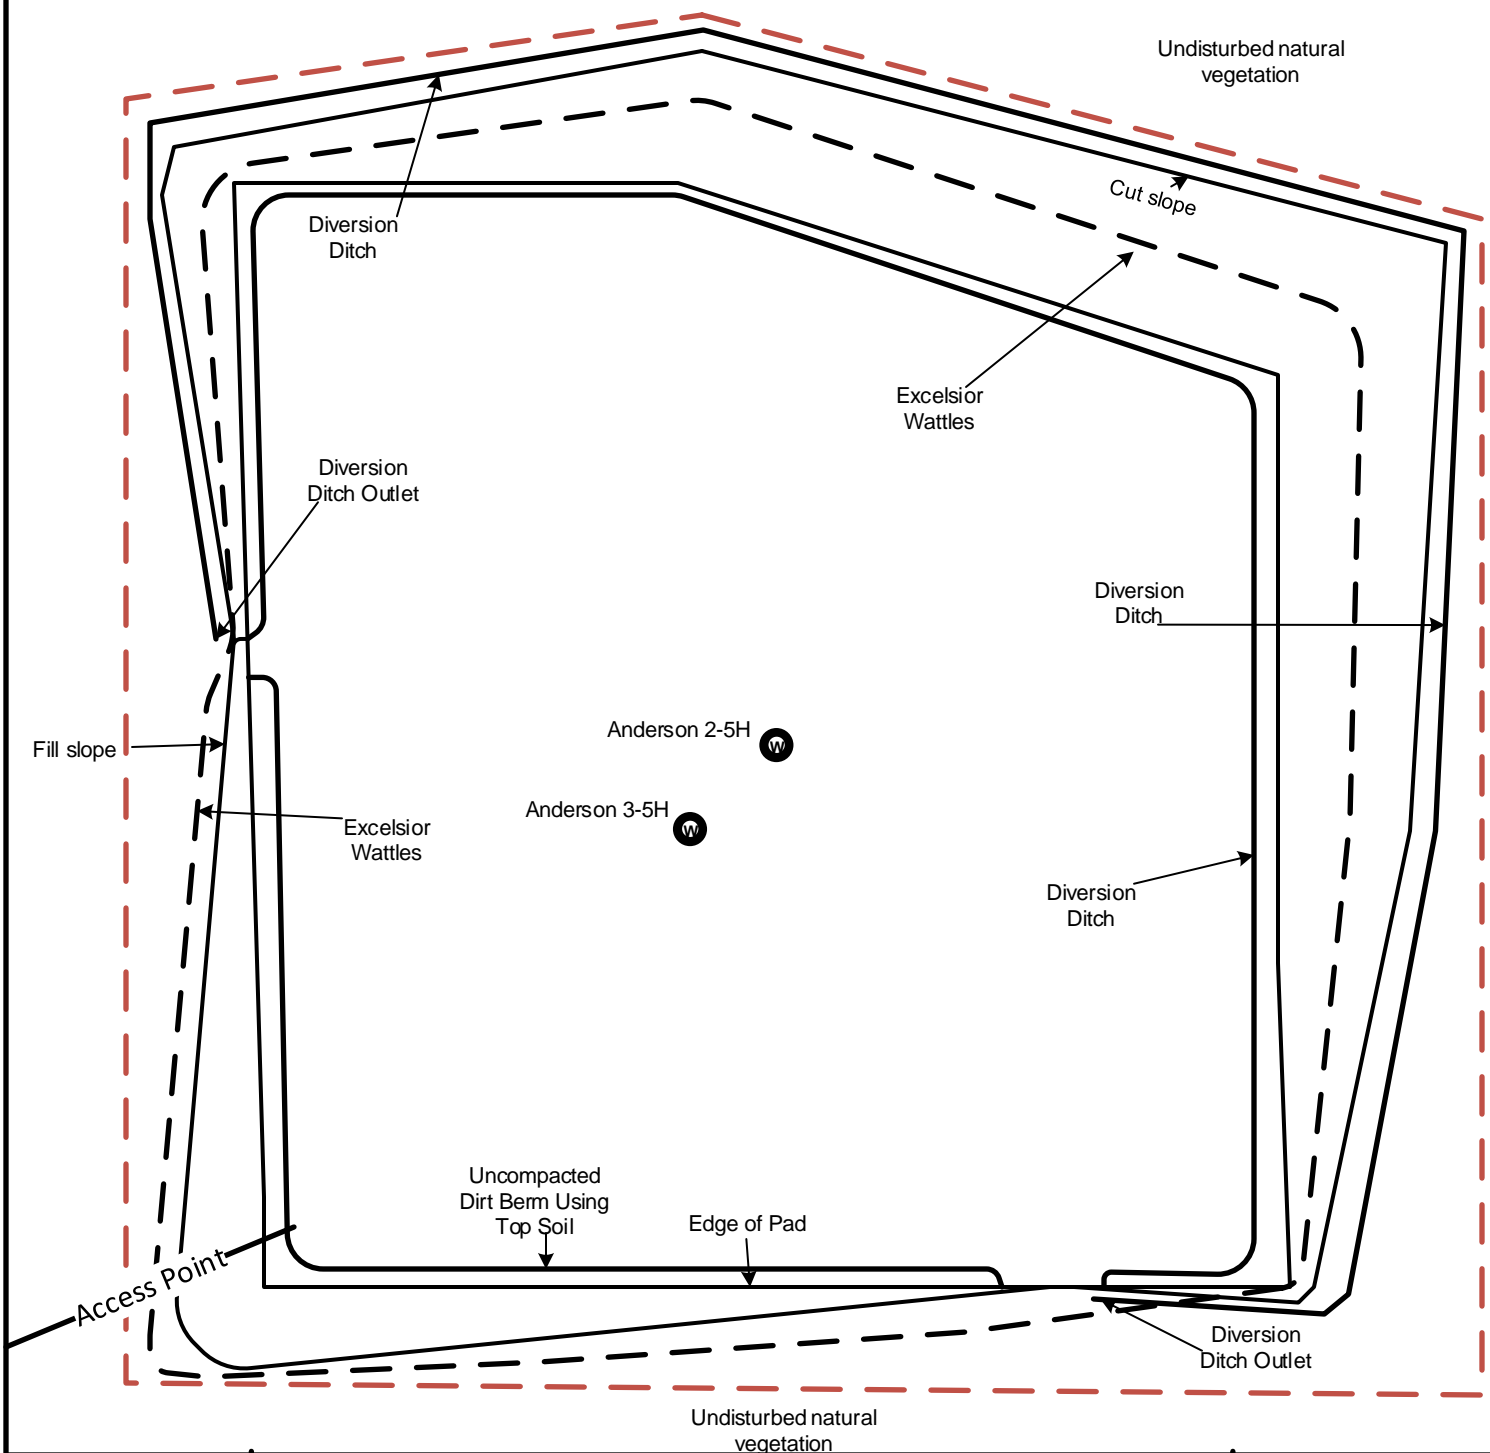 Undisturbed natural
vegetation
Cut slope
Diversion
Ditch
Excelsior
Wattles
Diversion
Ditch Outlet
Diversion
Ditch
Anderson 2-5H
W
Fill slope
Anderson 3-5H
W
Excelsior
Wattles
Diversion
Ditch
Uncompacted
Dirt Berm Using
Top Soil
Edge of Pad
Access Point
Diversion
Ditch Outlet
Undisturbed natural
vegetation